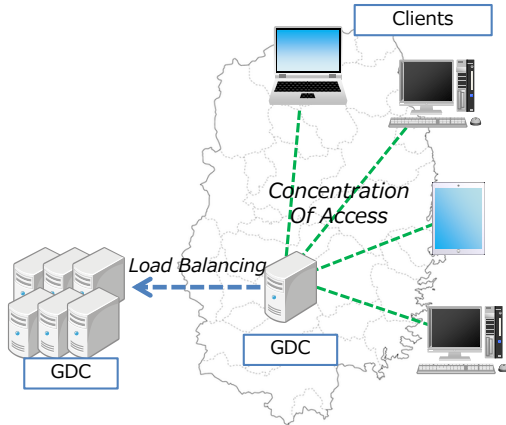 Clients
Concentration
Of Access
Load Balancing
GDC
GDC